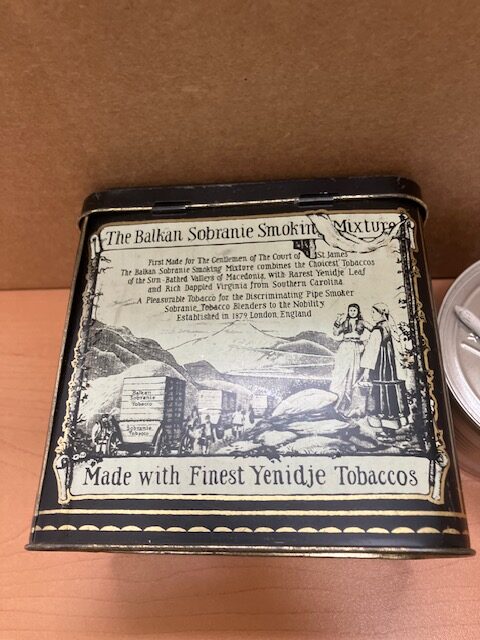 The Balkan Sobranie Smoking Mixture
First Made for The Gentlemen of The Court of St James
The Balkan Sobranie Smoking Mixture combines the Choicest Tobaccos
of the Sun-Bathed Valleys of Macedonia, with Rarest Yenidje Leaf
and Rich Dappled Virginia from Southern Carolina.
A Pleasurable Tobacco for the Discriminating Pipe Smoker
Sobranie Tobacco Blenders to the Nobility.
Established in 1879 London, England
Balkan
Sobranie
Tobacco
Sobranie
Tobacco
Sobranie
Tobacco
Made with Finest Yenidje Tobaccos